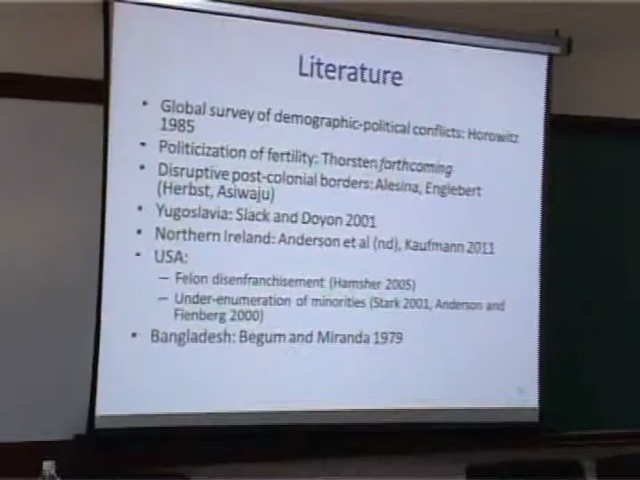 Literature
• Global survey of demographic-political conflicts: Horowitz
1985
• Politicization of fertility: Thorsten forthcoming
• Disruptive post-colonial borders: Alesina, Englebert
(Herbst, Asiwaju)
• Yugoslavia: Slack and Doyon 2001
• Northern Ireland: Anderson et al (nd), Kaufmann 2011
• USA:
– Felon disenfranchisement (Hamsher 2005)
– Under-enumeration of minorities (Stark 2001, Anderson and
Fienberg 2000)
• Bangladesh: Begum and Miranda 1979